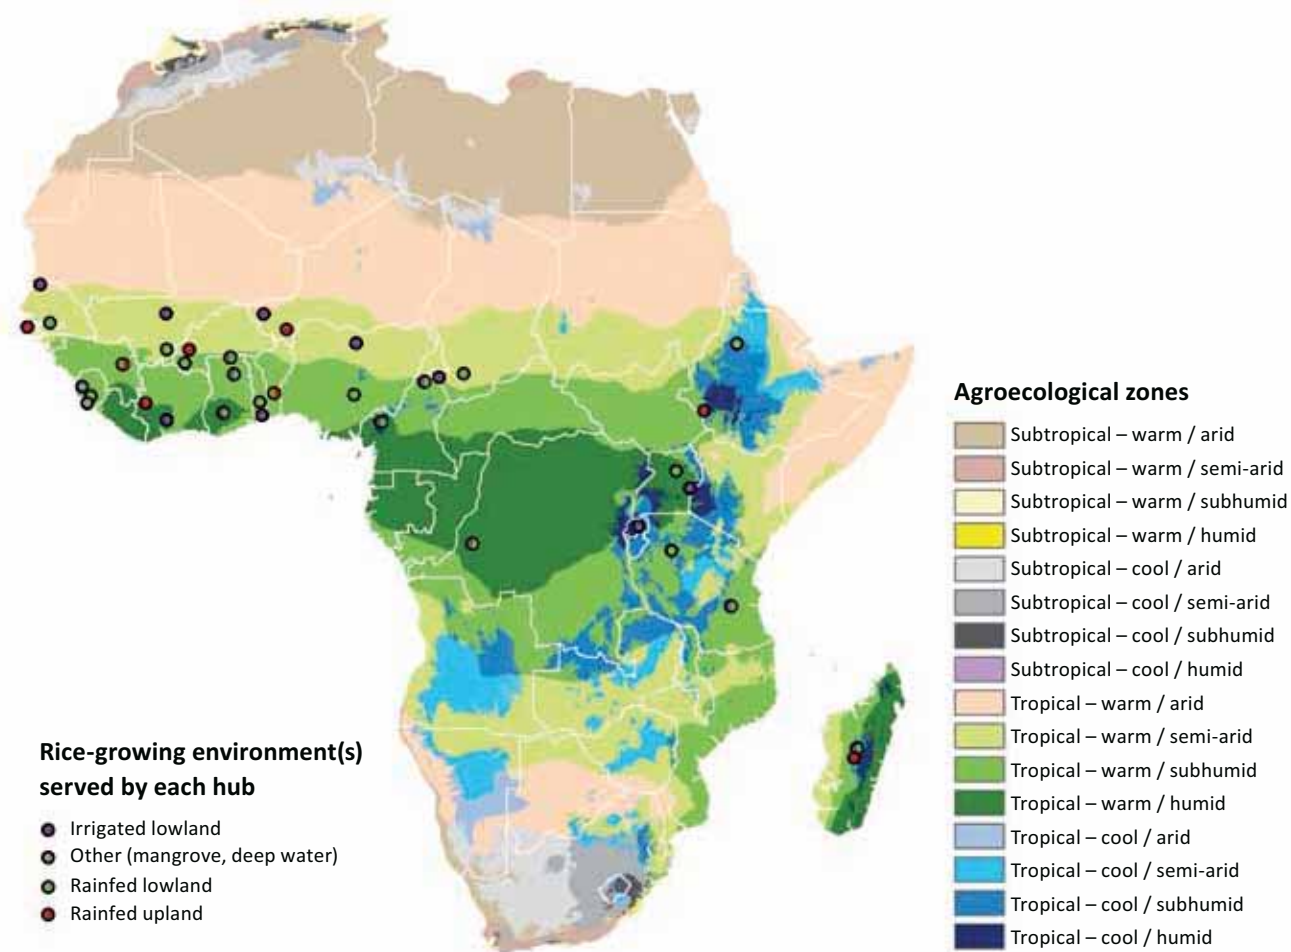 Agroecological zones
Subtropical – warm / arid
Subtropical – warm / semi-arid
Subtropical – warm / subhumid
Subtropical – warm / humid
Subtropical – cool / arid
Subtropical – cool / semi-arid
Subtropical – cool / subhumid
Subtropical – cool / humid
Tropical – warm / arid
Tropical – warm / semi-arid
Tropical – warm / subhumid
Tropical – warm / humid
Tropical – cool / arid
Tropical – cool / semi-arid
Tropical – cool / subhumid
Tropical – cool / humid
Rice-growing environment(s)
served by each hub
Irrigated lowland
Other (mangrove, deep water)
Rainfed lowland
Rainfed upland